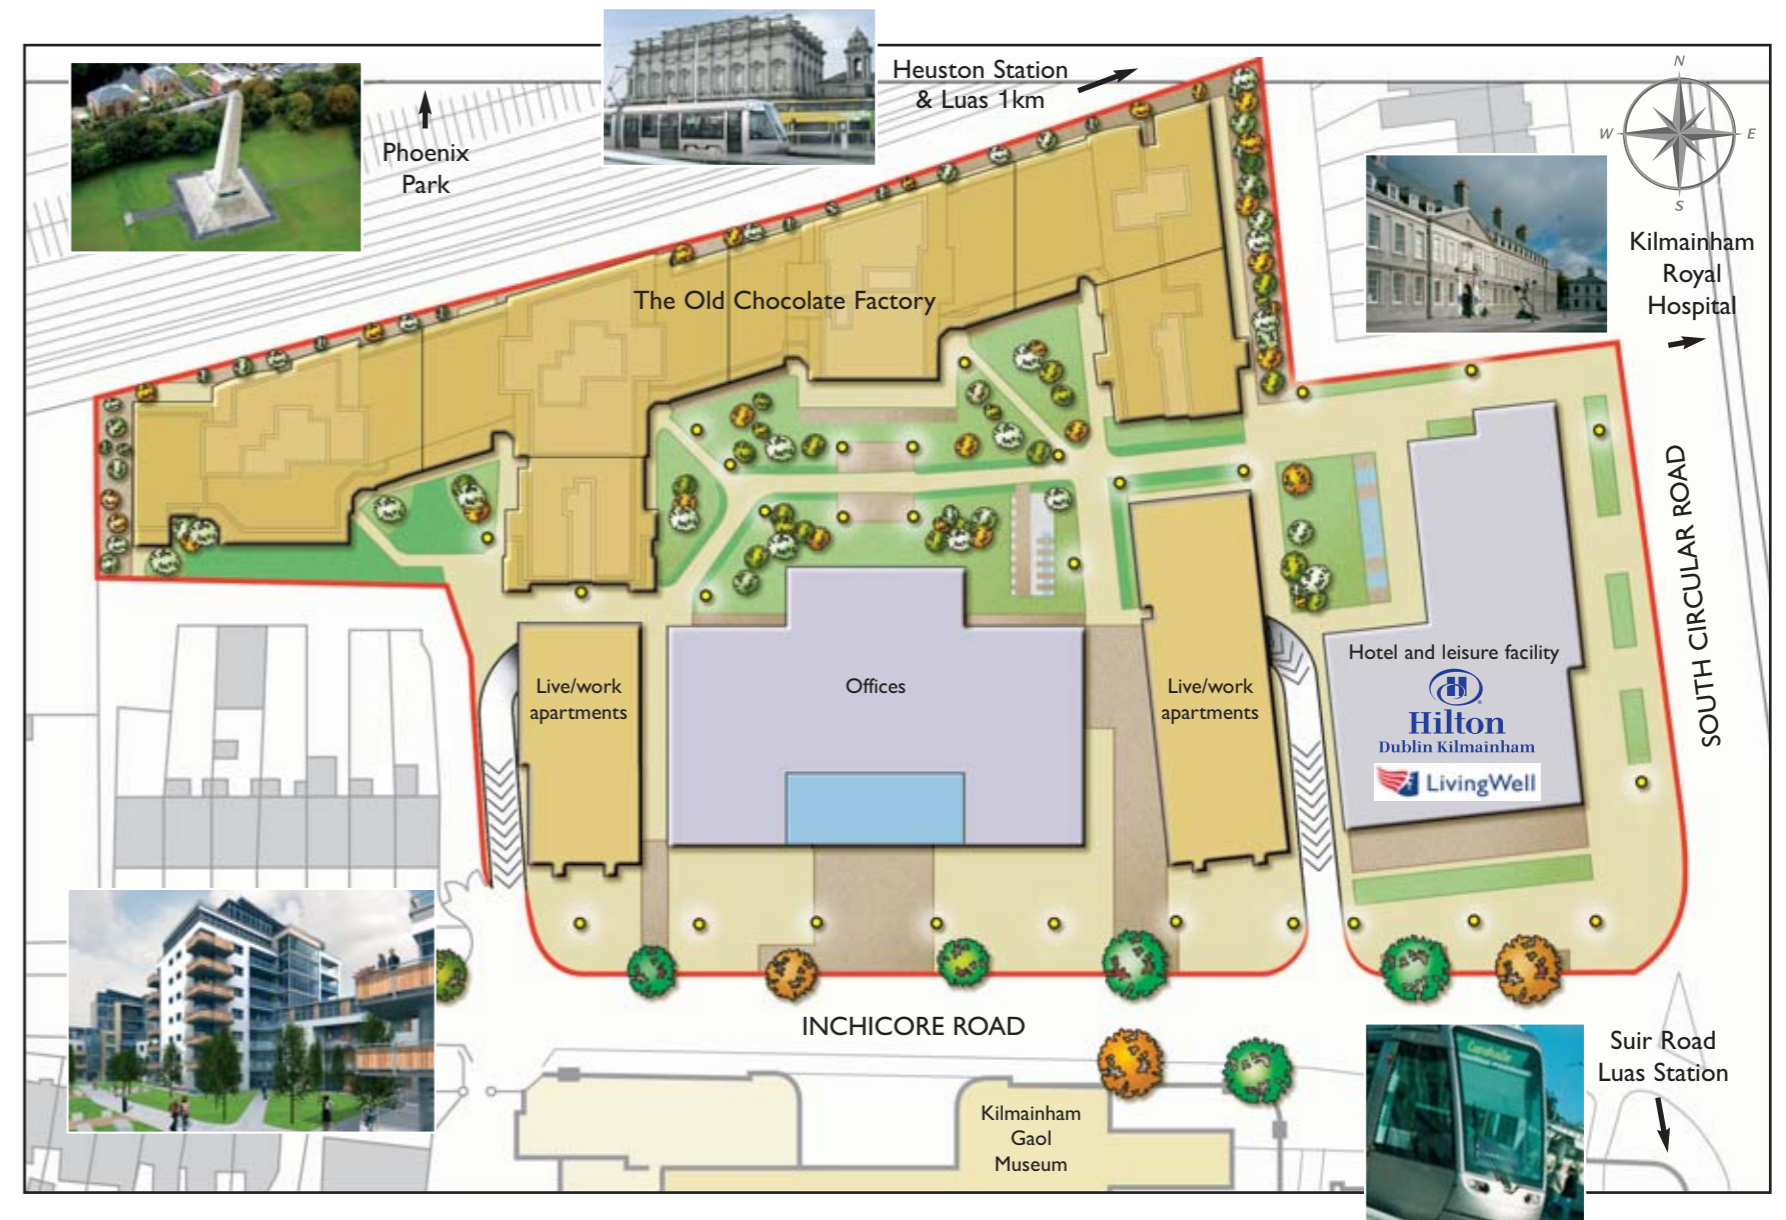 Heuston Station
& Luas 1km
Phoenix
Park
N
W
E
S
Kilmainham
Royal
Hospital
The Old Chocolate Factory
SOUTH CIRCULAR ROAD
Hotel and leisure facility
Hilton
Dublin Kilmainham
LivingWell
Live/work
apartments
Offices
Live/work
apartments
INCHICORE ROAD
Suir Road
Luas Station
Kilmainham
Gaol
Museum